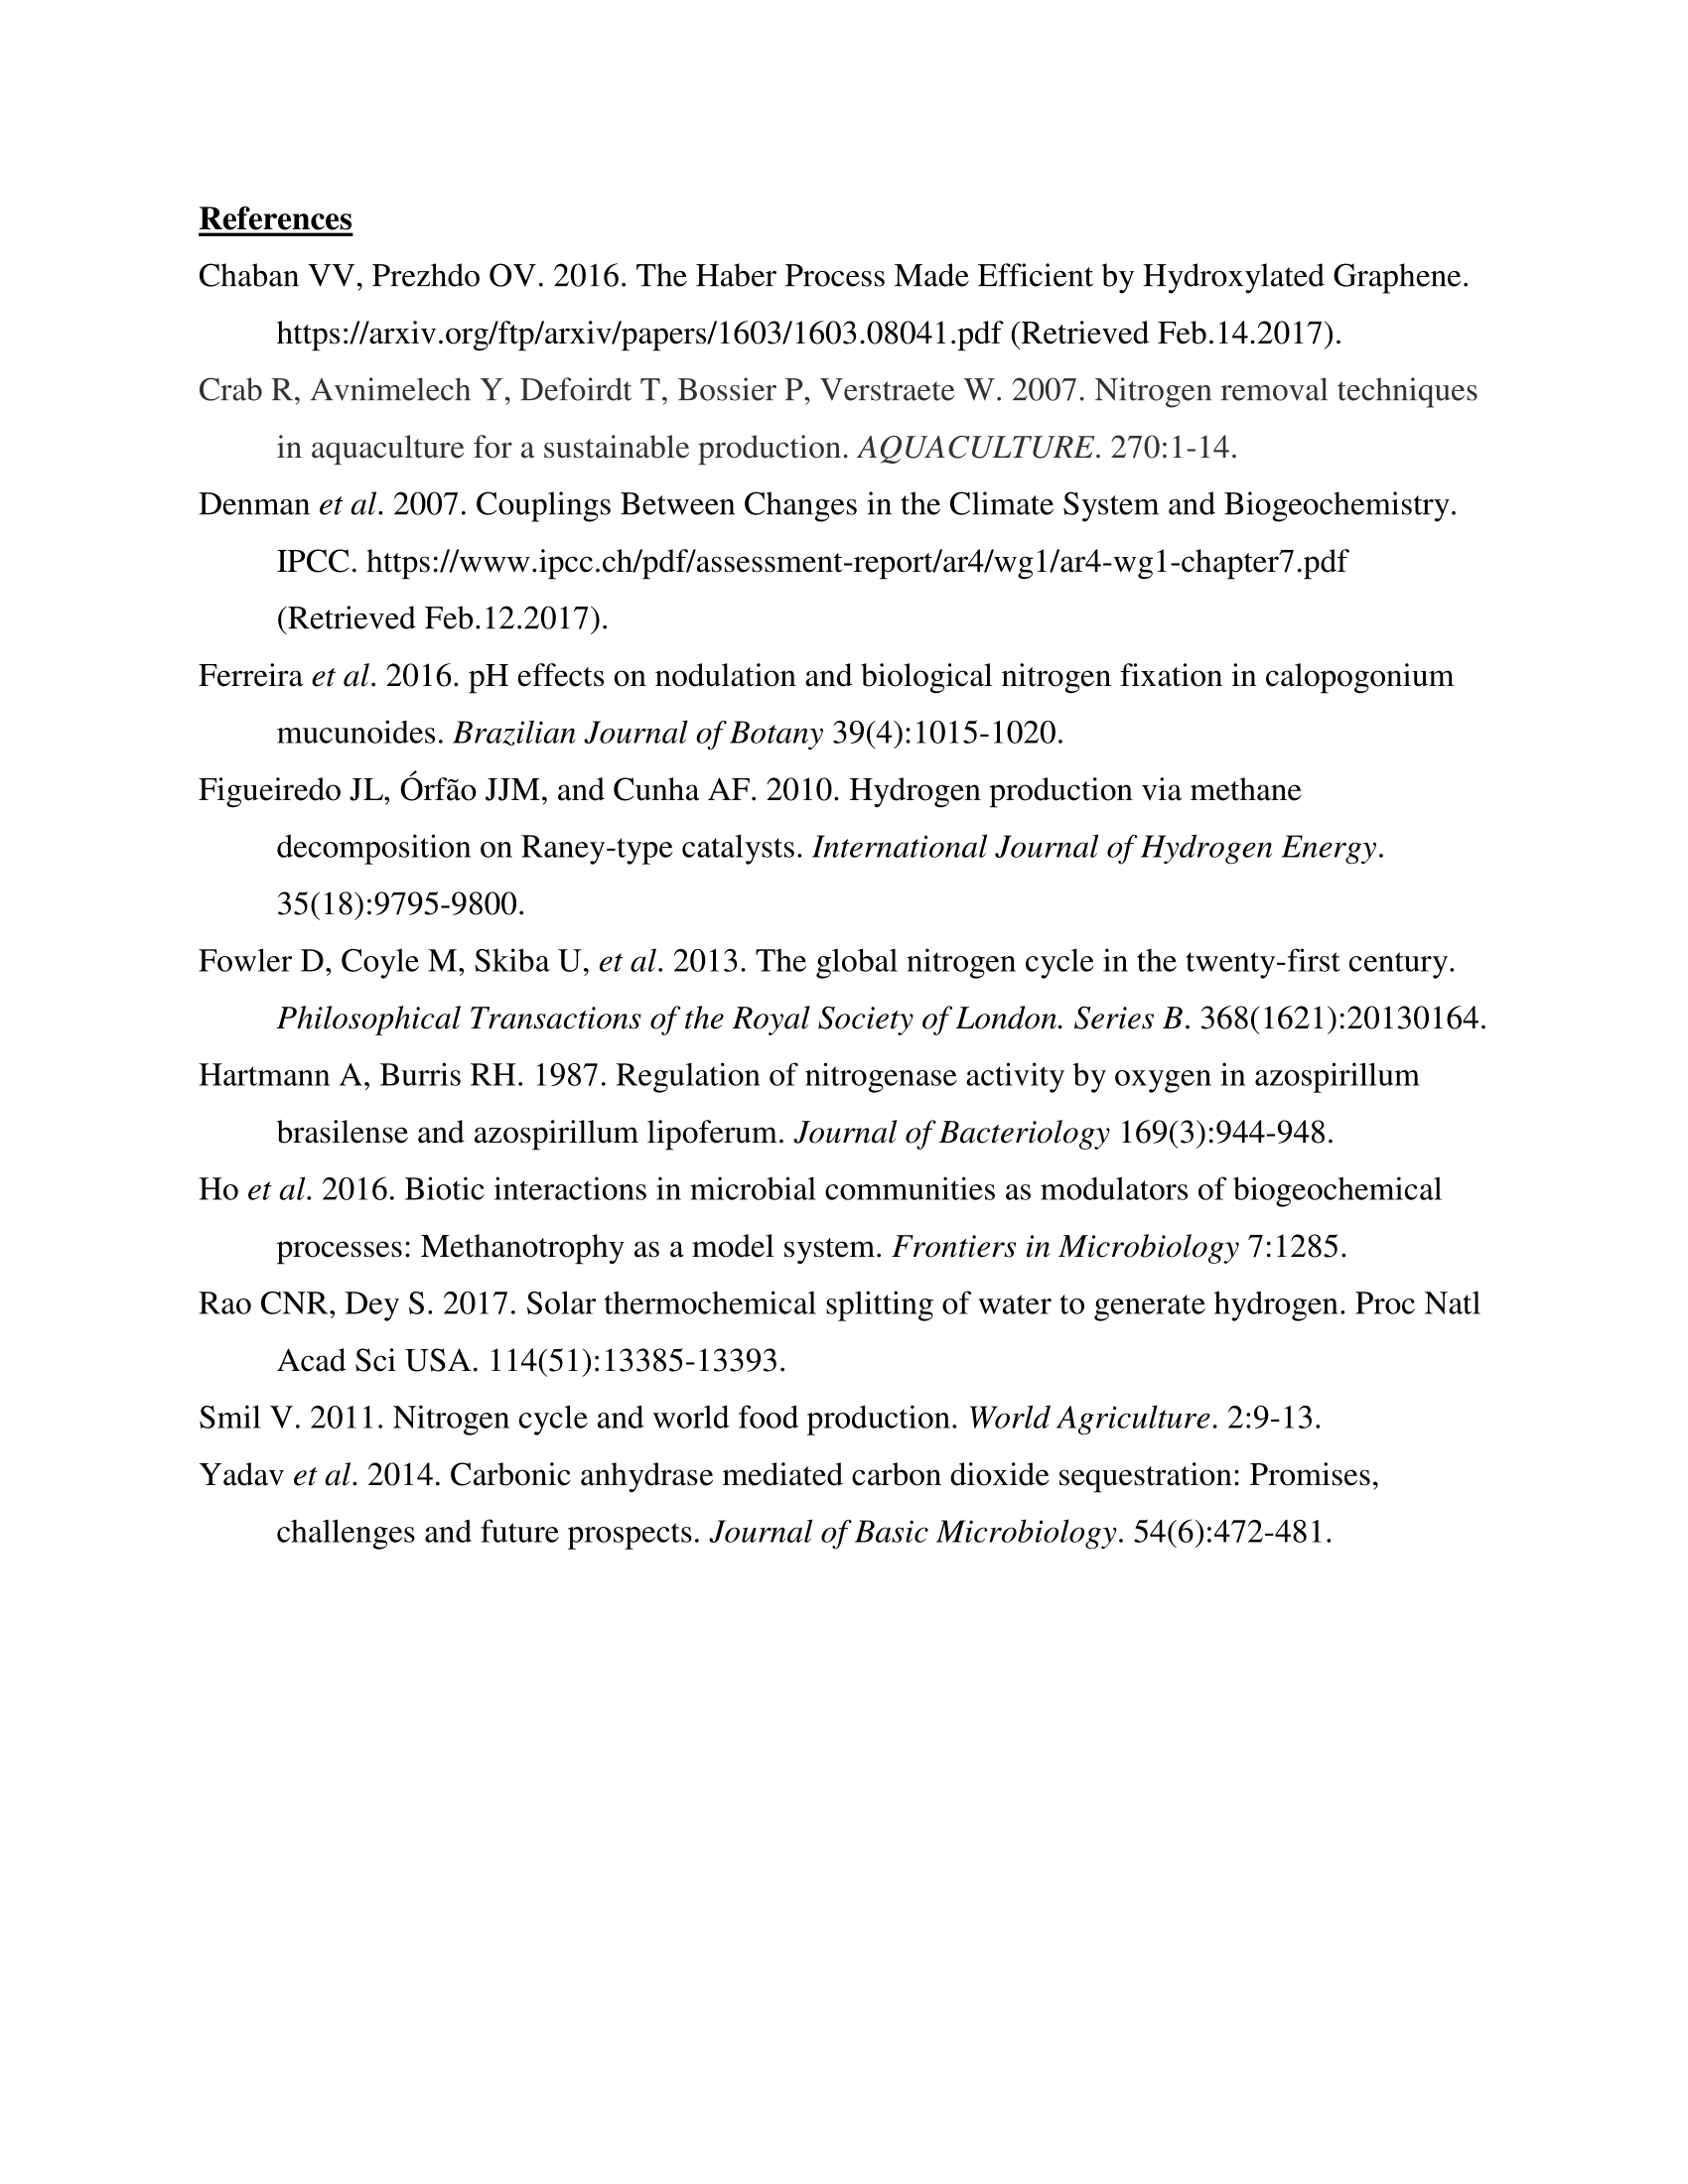 References
Chaban VV, Prezhdo OV. 2016. The Haber Process Made Efficient by Hydroxylated Graphene.
https://arxiv.org/ftp/arxiv/papers/1603/1603.08041.pdf (Retrieved Feb.14.2017).
Crab R, Avnimelech Y, Defoirdt T, Bossier P, Verstraete W. 2007. Nitrogen removal techniques
in aquaculture for a sustainable production. AQUACULTURE. 270:1-14.
Denman et al. 2007. Couplings Between Changes in the Climate System and Biogeochemistry.
IPCC. https://www.ipcc.ch/pdf/assessment-report/ar4/wg1/ar4-wg1-chapter7.pdf
(Retrieved Feb.12.2017).
Ferreira et al. 2016. pH effects on nodulation and biological nitrogen fixation in calopogonium
mucunoides. Brazilian Journal of Botany 39(4):1015-1020.
Figueiredo JL, Órfão JJM, and Cunha AF. 2010. Hydrogen production via methane
decomposition on Raney-type catalysts. International Journal of Hydrogen Energy.
35(18):9795-9800.
Fowler D, Coyle M, Skiba U, et al. 2013. The global nitrogen cycle in the twenty-first century.
Philosophical Transactions of the Royal Society of London. Series B. 368(1621):20130164.
Hartmann A, Burris RH. 1987. Regulation of nitrogenase activity by oxygen in azospirillum
brasilense and azospirillum lipoferum. Journal of Bacteriology 169(3):944-948.
Ho et al. 2016. Biotic interactions in microbial communities as modulators of biogeochemical
processes: Methanotrophy as a model system. Frontiers in Microbiology 7:1285.
Rao CNR, Dey S. 2017. Solar thermochemical splitting of water to generate hydrogen. Proc Natl
Acad Sci USA. 114(51):13385-13393.
Smil V. 2011. Nitrogen cycle and world food production. World Agriculture. 2:9-13.
Yadav et al. 2014. Carbonic anhydrase mediated carbon dioxide sequestration: Promises,
challenges and future prospects. Journal of Basic Microbiology. 54(6):472-481.